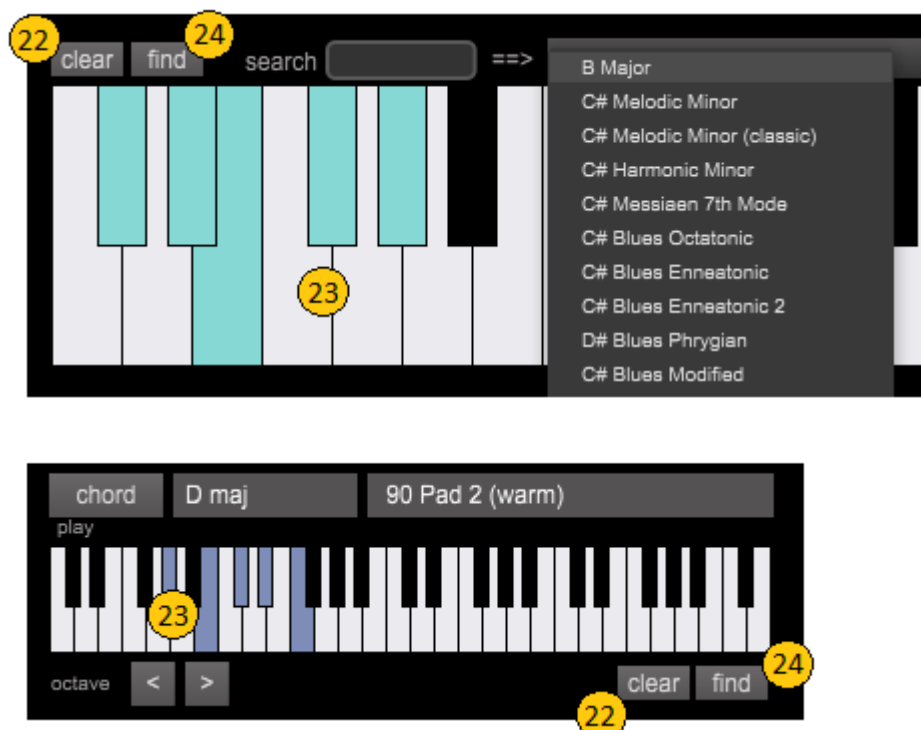 22 24
clear find search ==> B Major
C# Melodic Minor
C# Melodic Minor (classic)
C# Harmonic Minor
C# Messiaen 7th Mode
C# Blues Octatonic
23 C# Blues Enneatonic
C# Blues Enneatonic 2
D# Blues Phrygian
C# Blues Modified
chord D maj 90 Pad 2 (warm)
play
23
octave < > clear find 24
22